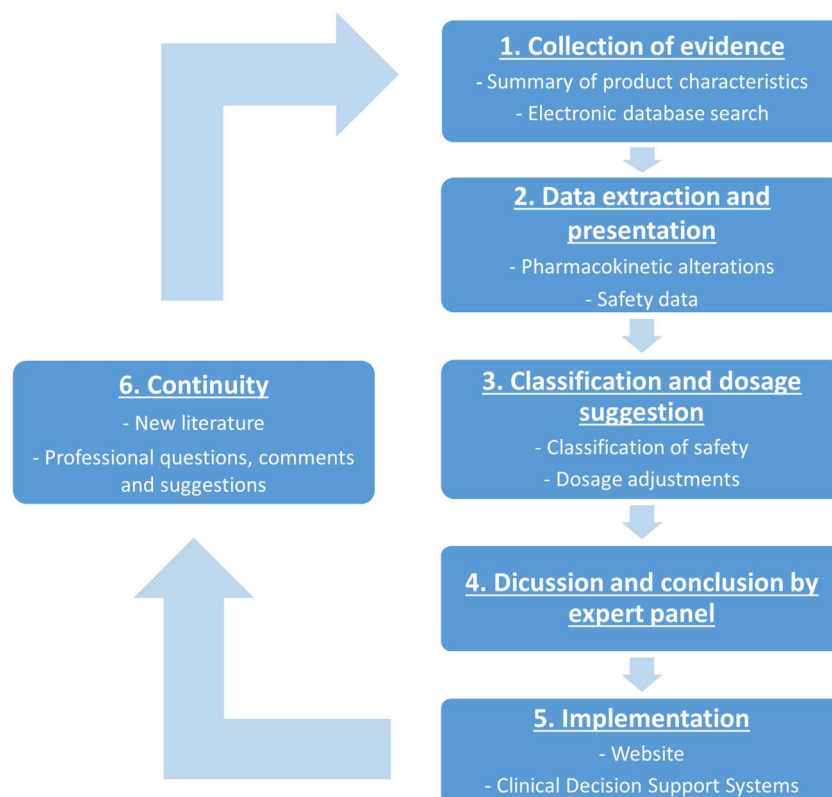 1. Collection of evidence
- Summary of product characteristics
- Electronic database search
2. Data extraction and
presentation
- Pharmacokinetic alterations
- Safety data
3. Classification and dosage
suggestion
- Classification of safety
- Dosage adjustments
4. Dicussion and conclusion by
expert panel
5. Implementation
- Website
- Clinical Decision Support Systems
6. Continuity
- New literature
- Professional questions, comments
and suggestions